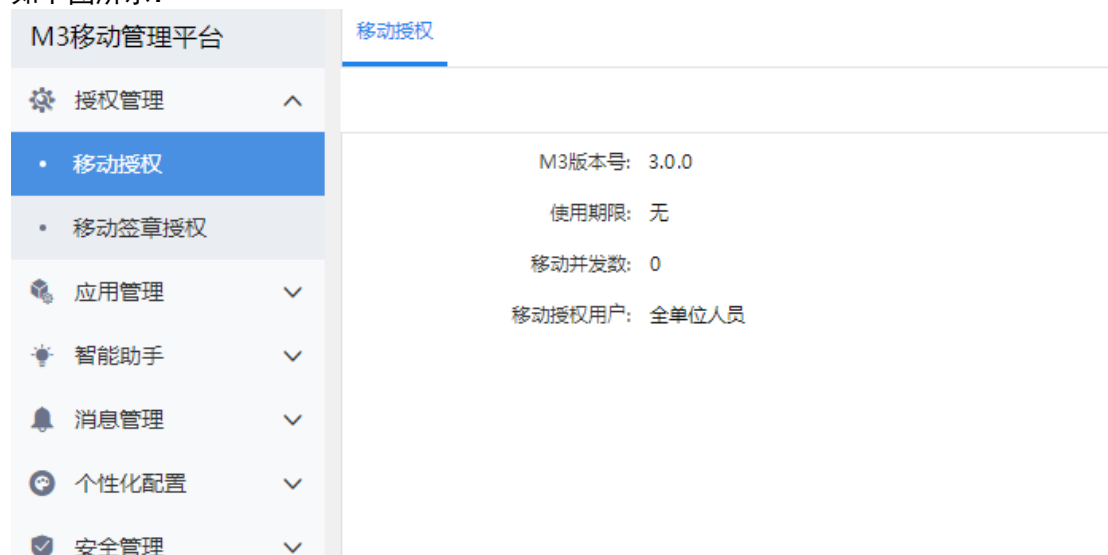 M3移动管理平台
移动授权
授权管理
移动授权
移动签章授权
应用管理
智能助手
消息管理
个性化配置
安全管理
M3版本号: 3.0.0
使用期限: 无
移动并发数: 0
移动授权用户: 全单位人员